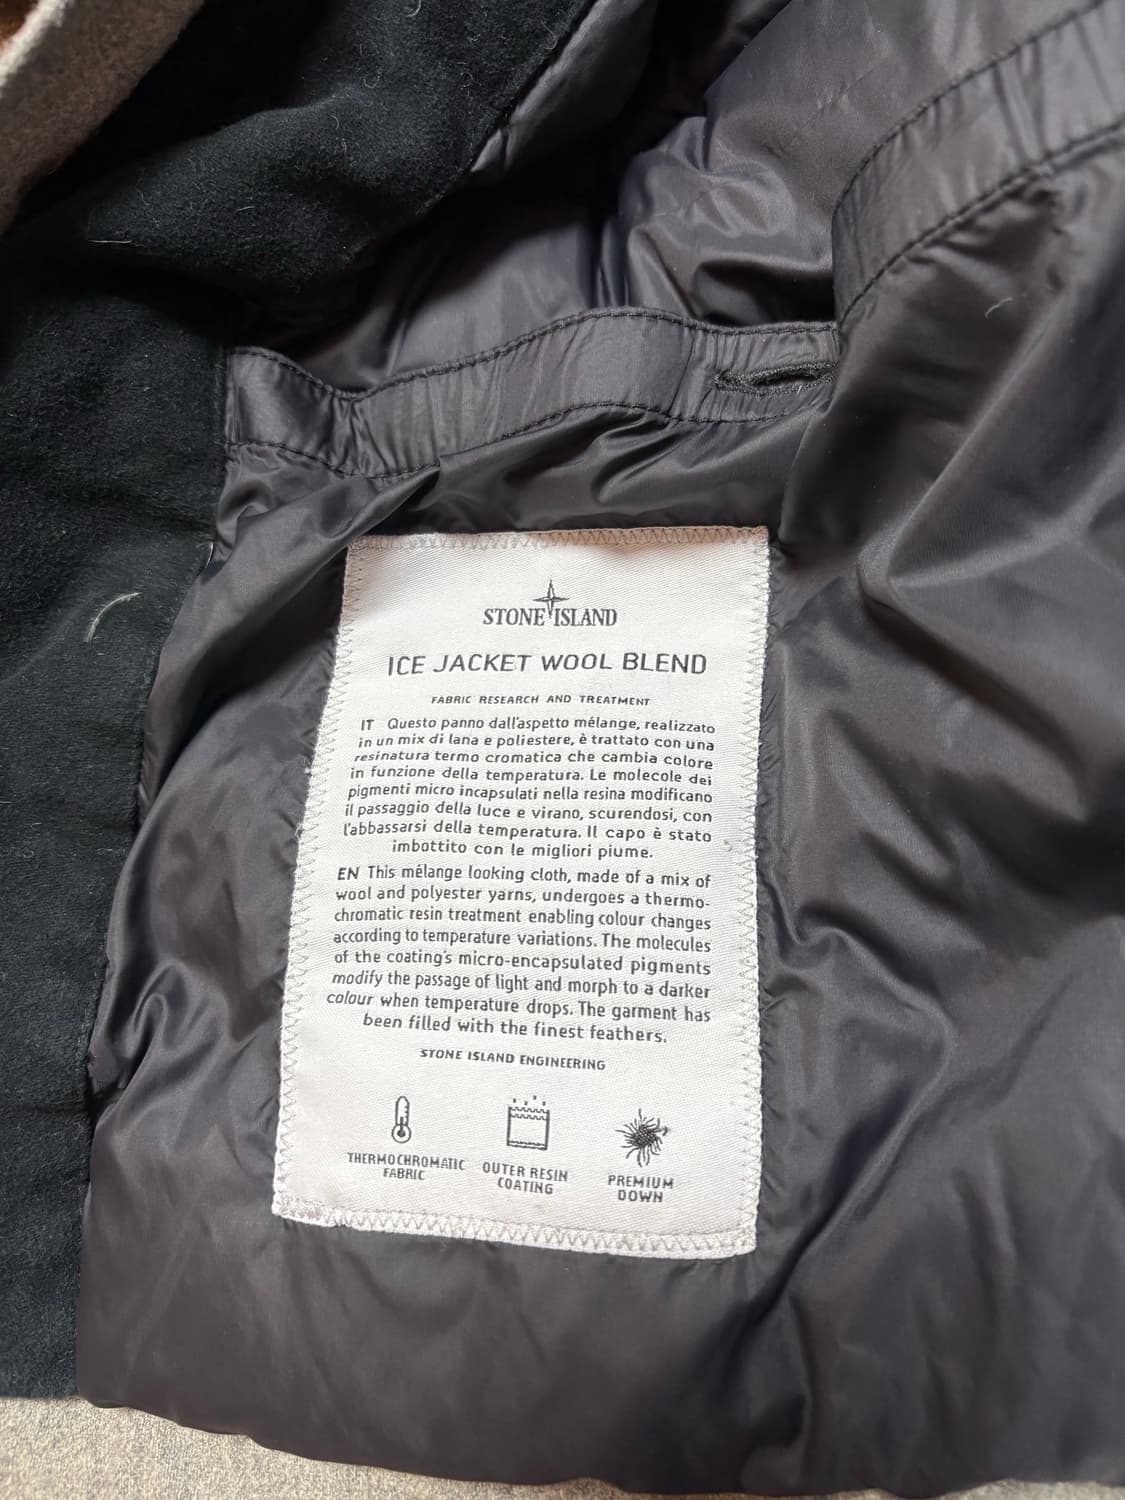 STONE ISLAND
ICE JACKET WOOL BLEND
FABRIC RESEARCH AND TREATMENT
IT Questo panno dall'aspetto mélange, realizzato
in un mix di lana e poliestere, è trattato con una
resinatura termo cromatica che cambia colore
in funzione della temperatura. Le molecole dei
pigmenti micro incapsulati nella resina modificano
il passaggio della luce e virano, scurendosi, con
l'abbassarsi della temperatura. Il capo è stato
imbottito con le migliori piume.
EN This mélange looking cloth, made of a mix of
wool and polyester yarns, undergoes a thermo-
chromatic resin treatment enabling colour changes
according to temperature variations. The molecules
of the coating's micro-encapsulated pigments
modify the passage of light and morph to a darker
colour when temperature drops. The garment has
been filled with the finest feathers.
STONE ISLAND ENGINEERING
THERMOCHROMATIC
FABRIC
OUTER RESIN
COATING
PREMIUM
DOWN